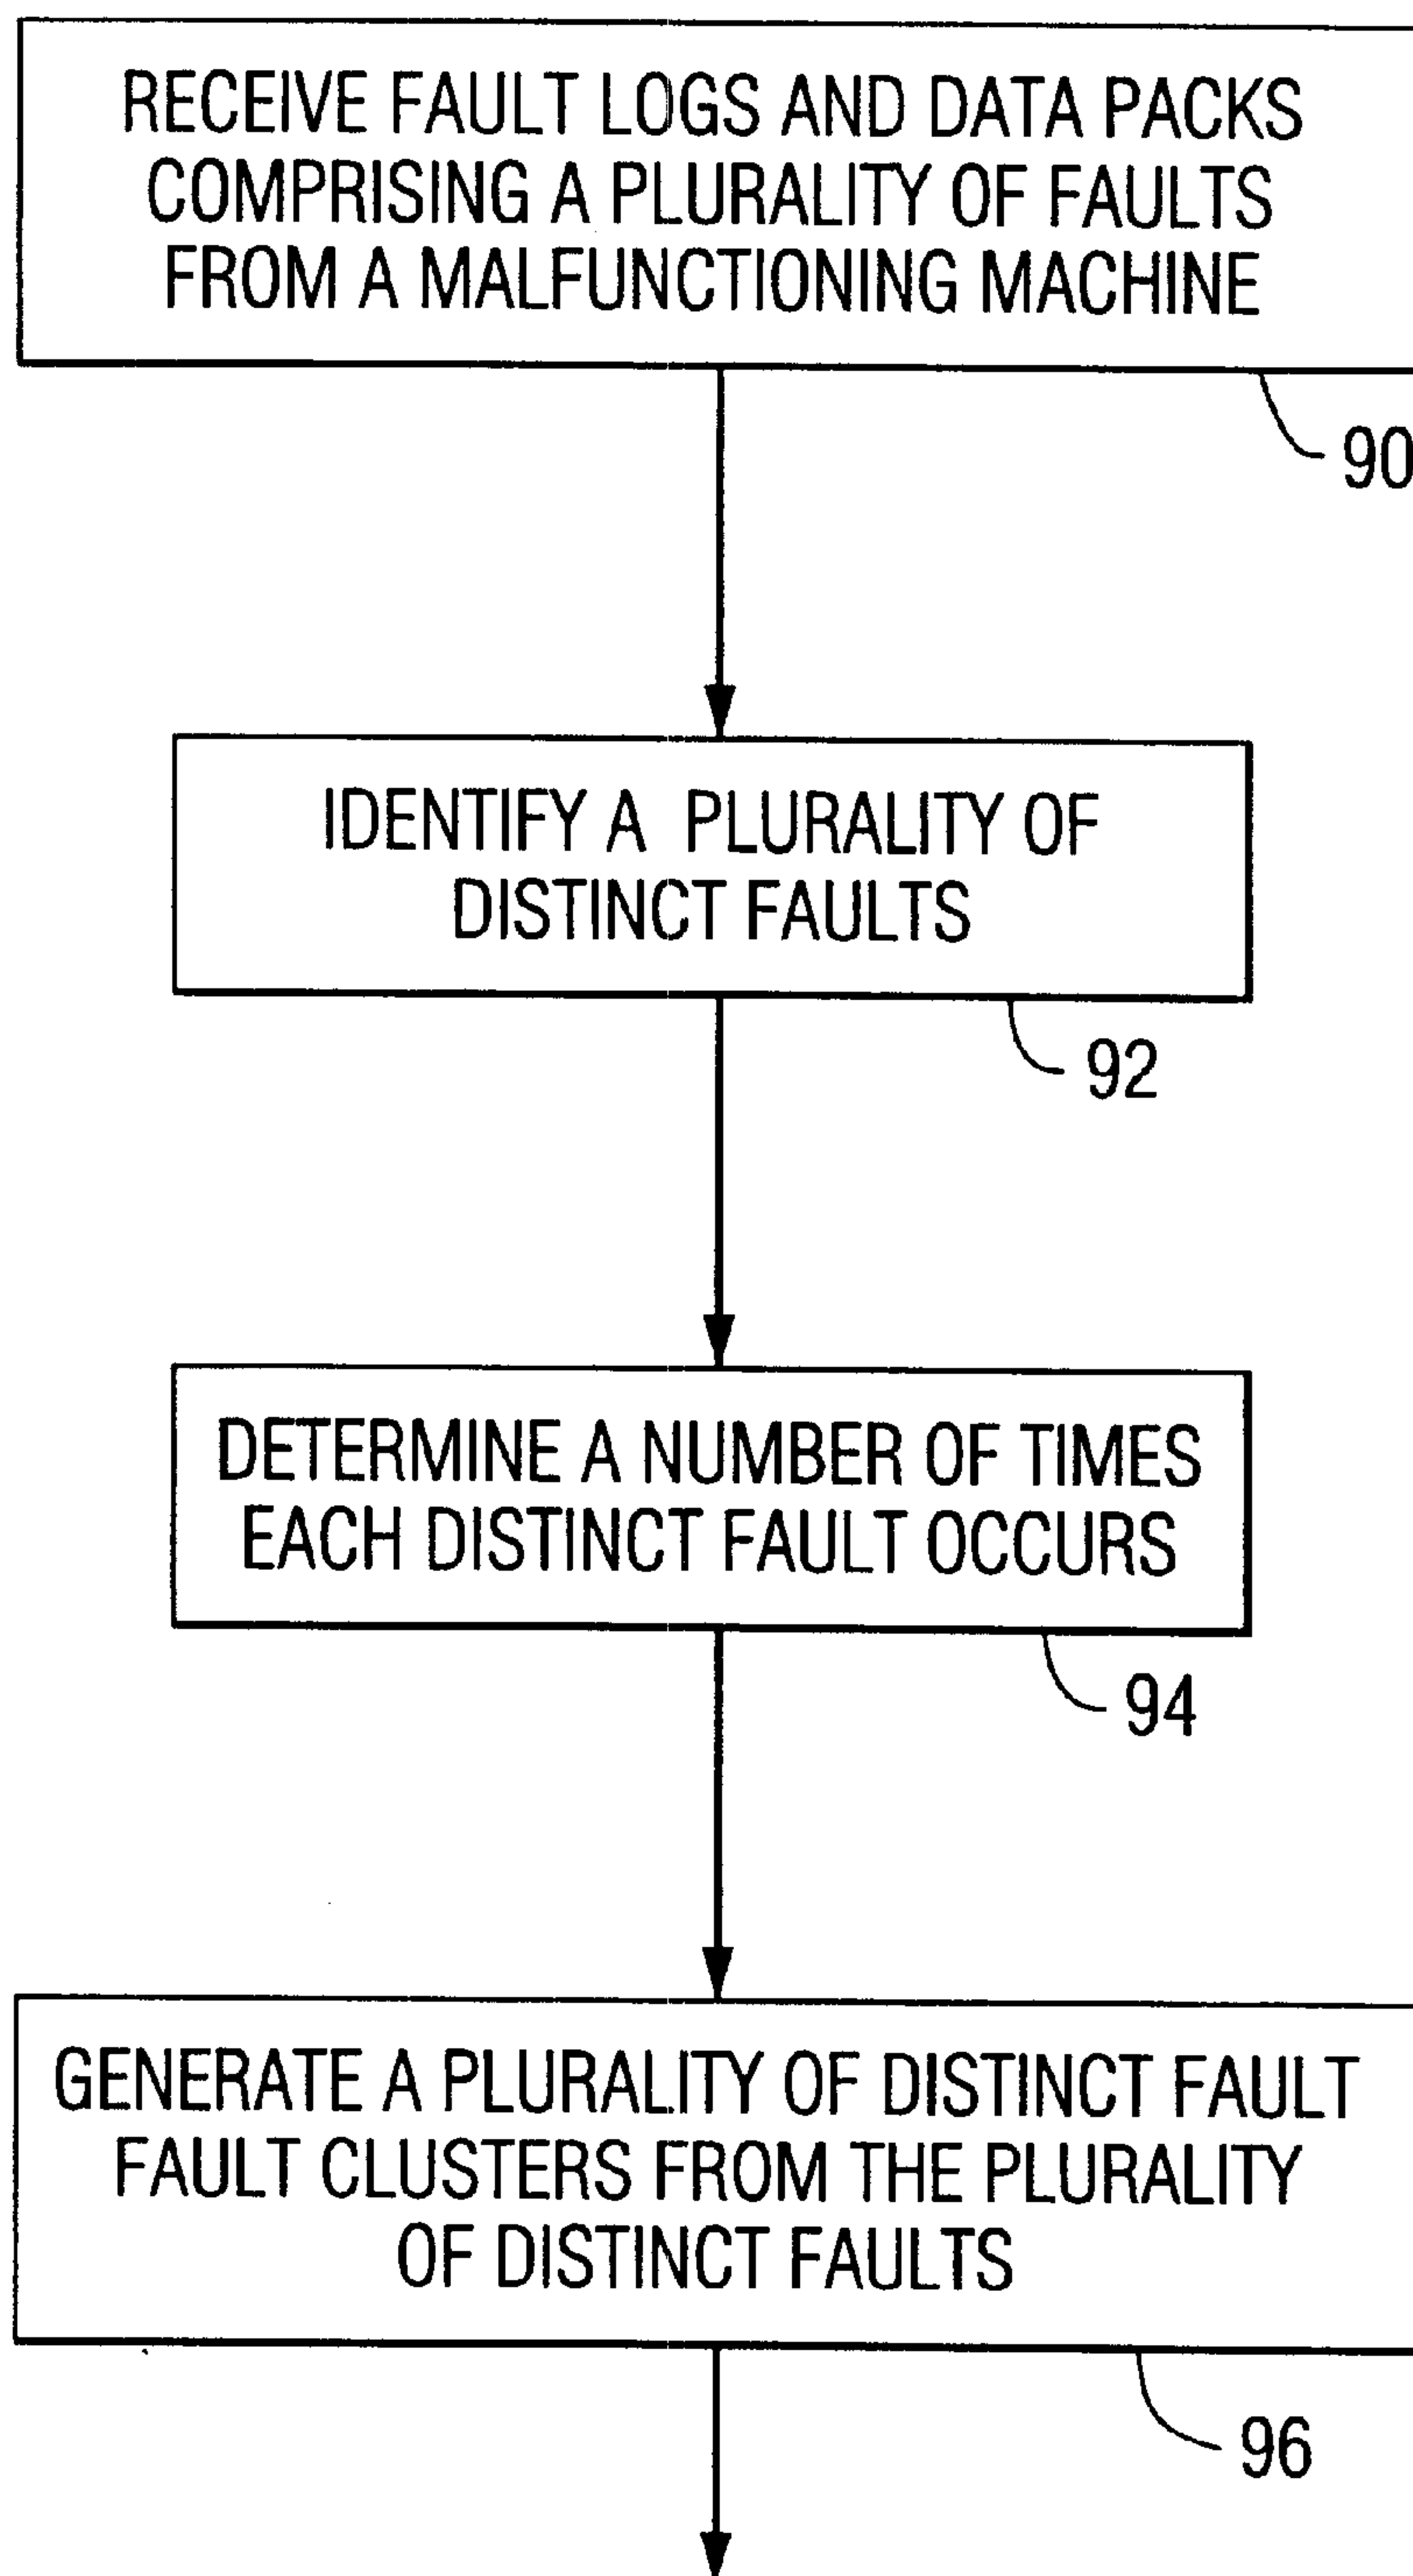 RECEIVE FAULT LOGS AND DATA PACKS
COMPRISING A PLURALITY OF FAULTS
FROM A MALFUNCTIONING MACHINE
90
IDENTIFY A PLURALITY OF
DISTINCT FAULTS
92
DETERMINE A NUMBER OF TIMES
EACH DISTINCT FAULT OCCURS
94
GENERATE A PLURALITY OF DISTINCT FAULT
FAULT CLUSTERS FROM THE PLURALITY
OF DISTINCT FAULTS
96